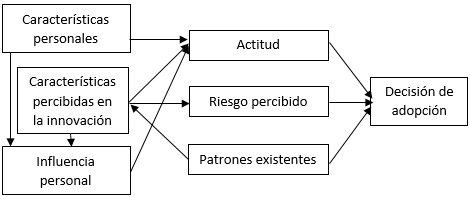 Características
personales
Características
percibidas en
la innovación
Influencia
personal
Actitud
Riesgo percibido
Patrones existentes
Decisión de
adopción